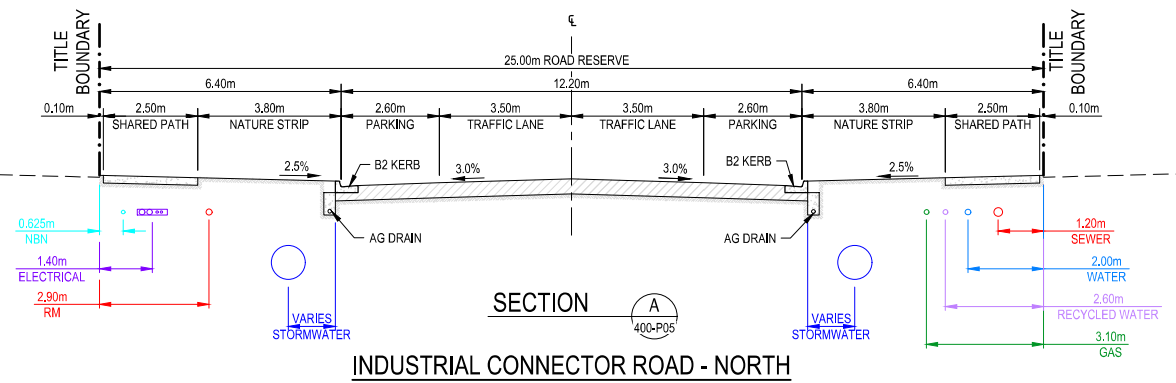 TITLE
BOUNDARY
℄
TITLE
BOUNDARY
25.00m ROAD RESERVE
6.40m
12.20m
6.40m
0.10m
2.50m
3.80m
2.60m
3.50m
3.50m
2.60m
3.80m
2.50m
0.10m
SHARED PATH
NATURE STRIP
PARKING
TRAFFIC LANE
TRAFFIC LANE
PARKING
NATURE STRIP
SHARED PATH
2.5%
B2 KERB
3.0%
3.0%
B2 KERB
2.5%
0.625m
NBN
AG DRAIN
AG DRAIN
1.20m
SEWER
1.40m
ELECTRICAL
2.00m
WATER
2.90m
RM
2.60m
RECYCLED WATER
VARIES
STORMWATER
SECTION
A
400-P05
VARIES
STORMWATER
3.10m
GAS
INDUSTRIAL CONNECTOR ROAD - NORTH